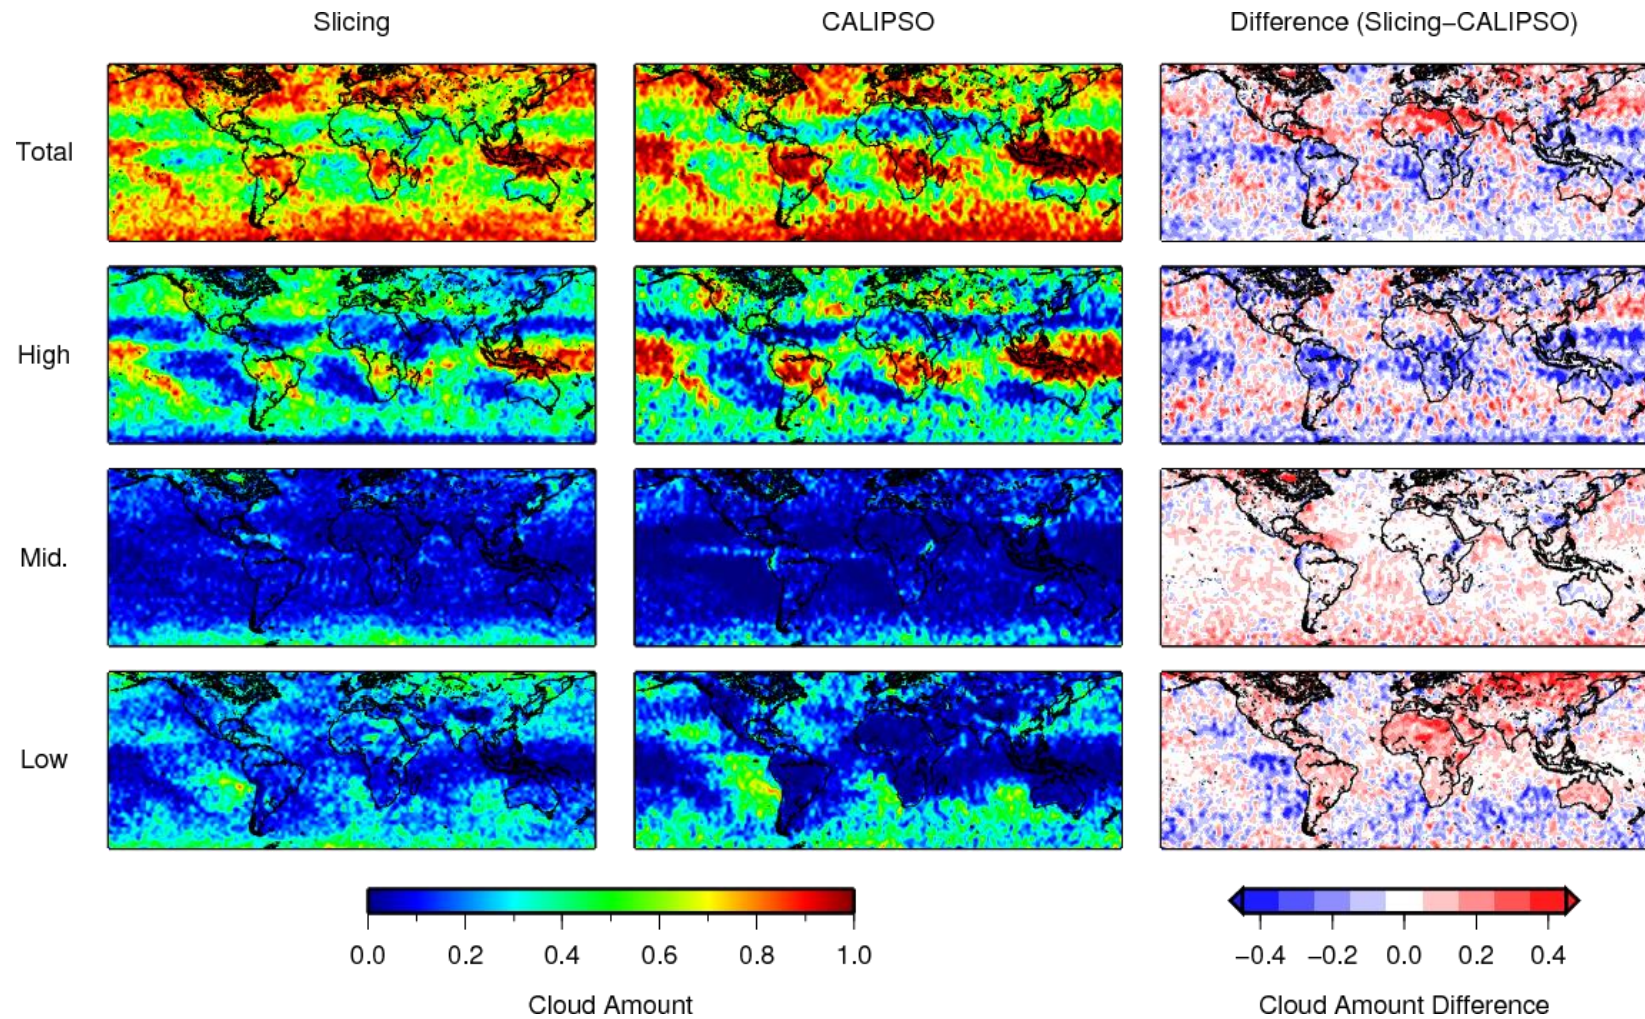 Slicing
CALIPSO
Difference (Slicing−CALIPSO)
Total
High
Mid.
Low
0.0 0.2 0.4 0.6 0.8 1.0
−0.4 −0.2 0.0 0.2 0.4
Cloud Amount
Cloud Amount Difference